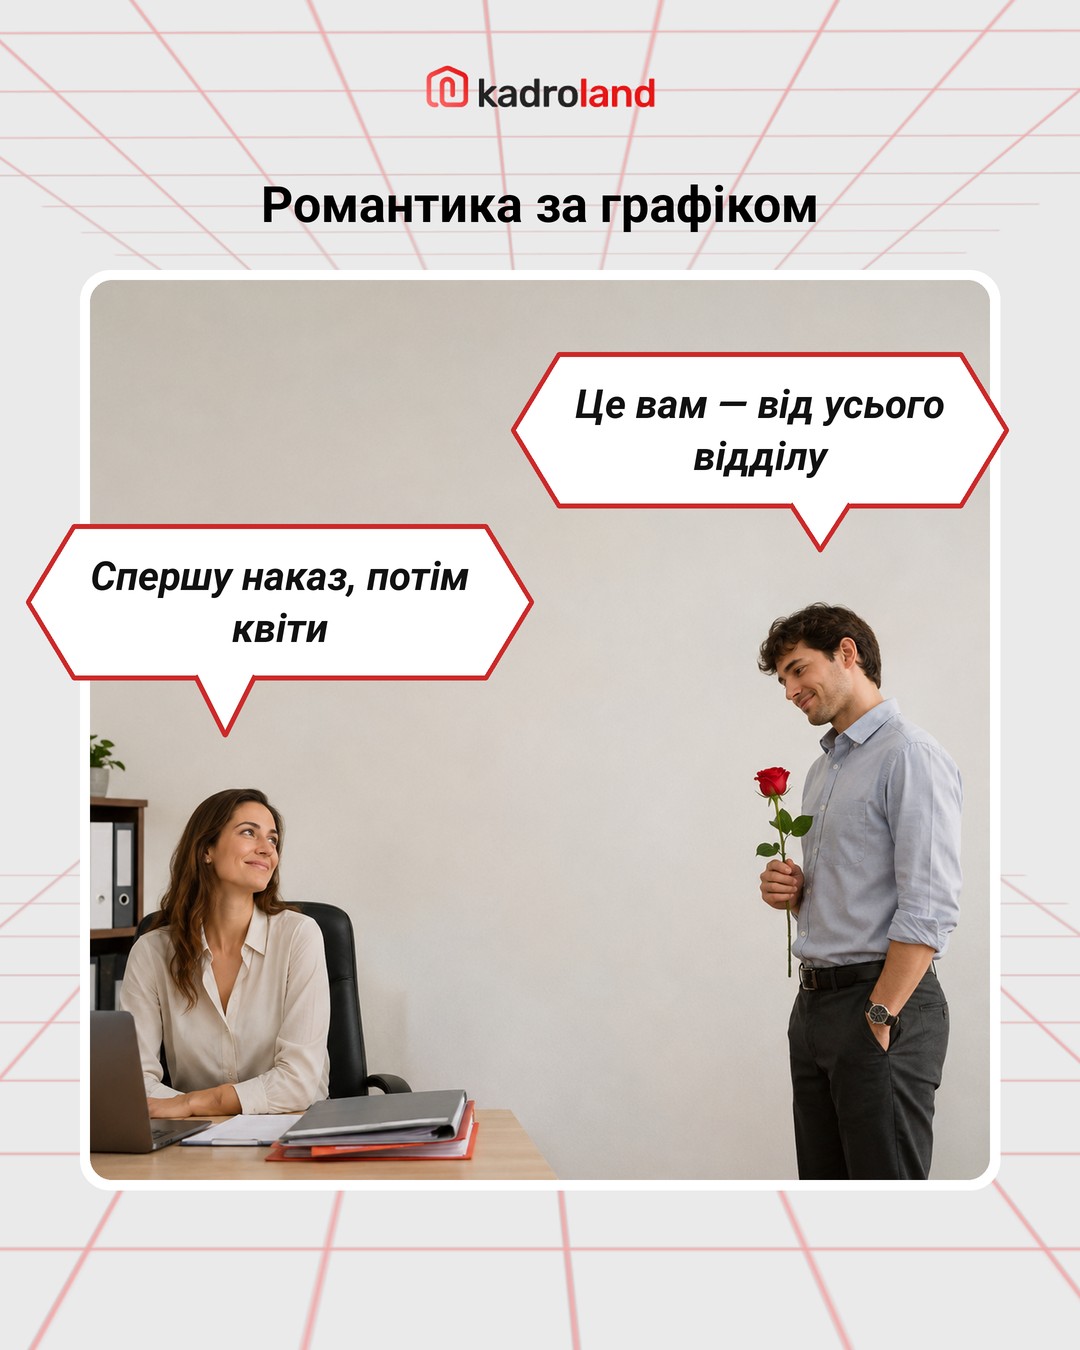 kadroland
Романтика за графіком
Це вам — від усього
відділу
Спершу наказ, потім
квіти